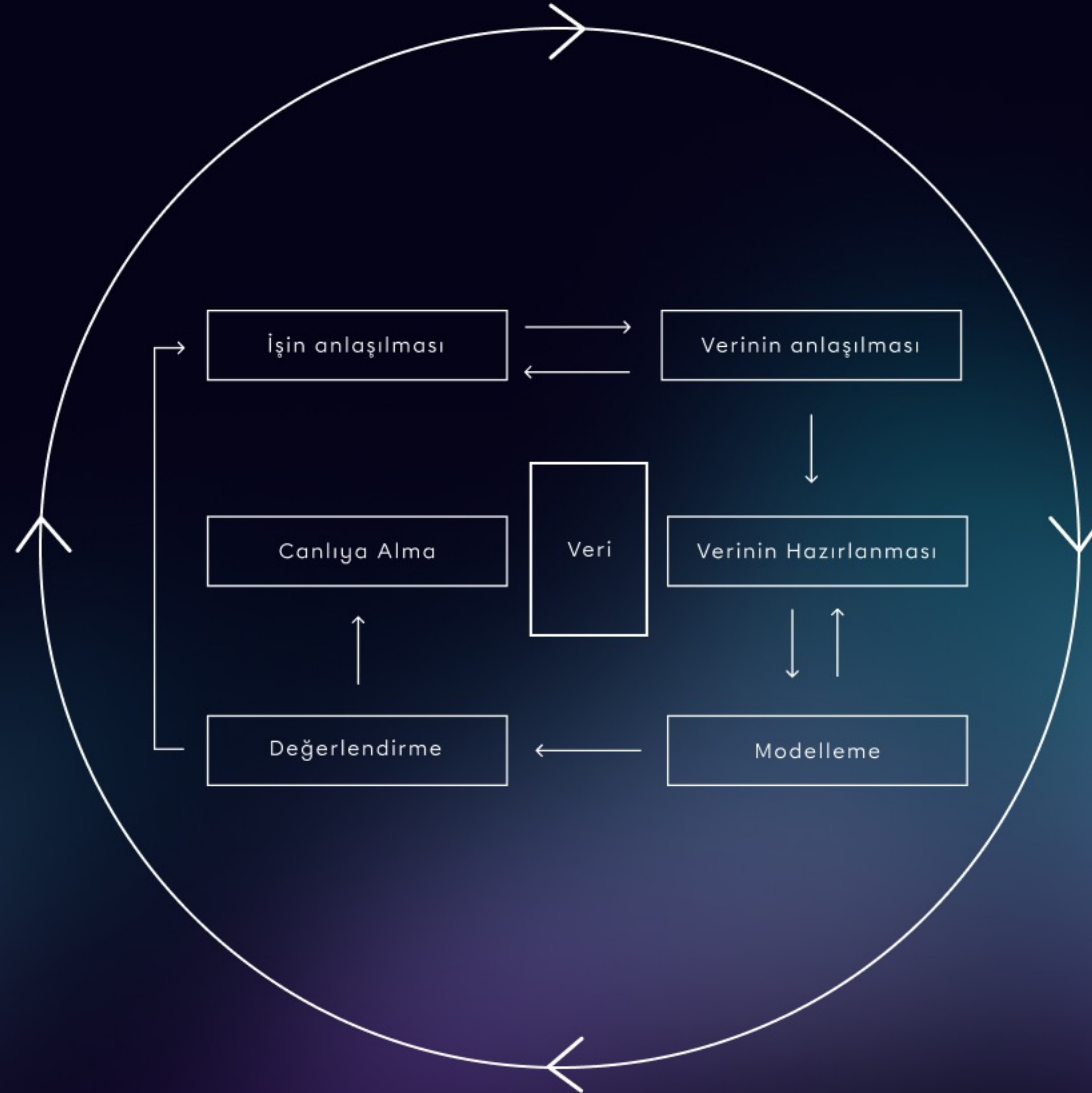 İşin anlaşılması
Verinin anlaşılması
Canlıya Alma
Veri
Verinin Hazırlanması
Değerlendirme
Modelleme